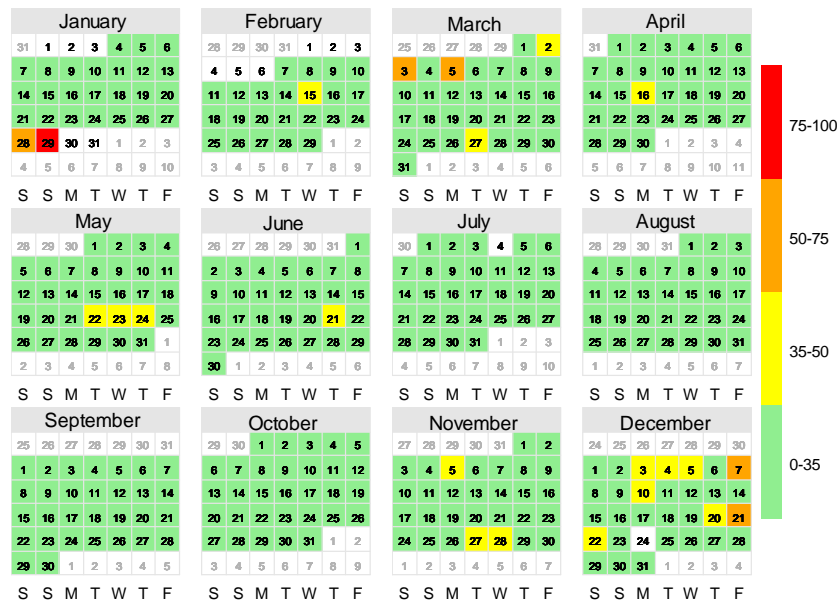 January
31 1 2 3 4 5 6
7 8 9 10 11 12 13
14 15 16 17 18 19 20
21 22 23 24 25 26 27
28 29 30 31 1 2 3
4 5 6 7 8 9 10
S S M T W T F
February
28 29 30 31 1 2 3
4 5 6 7 8 9 10
11 12 13 14 15 16 17
18 19 20 21 22 23 24
25 26 27 28 29 1 2
3 4 5 6 7 8 9
S S M T W T F
March
25 26 27 28 29 1 2
3 4 5 6 7 8 9
10 11 12 13 14 15 16
17 18 19 20 21 22 23
24 25 26 27 28 29 30
31 1 2 3 4 5 6
S S M T W T F
April
31 1 2 3 4 5 6
7 8 9 10 11 12 13
14 15 16 17 18 19 20
21 22 23 24 25 26 27
28 29 30 1 2 3 4
5 6 7 8 9 10 11
S S M T W T F
May
28 29 30 1 2 3 4
5 6 7 8 9 10 11
12 13 14 15 16 17 18
19 20 21 22 23 24 25
26 27 28 29 30 31 1
2 3 4 5 6 7 8
S S M T W T F
June
26 27 28 29 30 31 1
2 3 4 5 6 7 8
9 10 11 12 13 14 15
16 17 18 19 20 21 22
23 24 25 26 27 28 29
30 1 2 3 4 5 6
S S M T W T F
July
30 1 2 3 4 5 6
7 8 9 10 11 12 13
14 15 16 17 18 19 20
21 22 23 24 25 26 27
28 29 30 31 1 2 3
4 5 6 7 8 9 10
S S M T W T F
August
28 29 30 31 1 2 3
4 5 6 7 8 9 10
11 12 13 14 15 16 17
18 19 20 21 22 23 24
25 26 27 28 29 30 31
1 2 3 4 5 6 7
S S M T W T F
September
25 26 27 28 29 30 31
1 2 3 4 5 6 7
8 9 10 11 12 13 14
15 16 17 18 19 20 21
22 23 24 25 26 27 28
29 30 1 2 3 4 5
S S M T W T F
October
29 30 1 2 3 4 5
6 7 8 9 10 11 12
13 14 15 16 17 18 19
20 21 22 23 24 25 26
27 28 29 30 31 1 2
3 4 5 6 7 8 9
S S M T W T F
November
27 28 29 30 31 1 2
3 4 5 6 7 8 9
10 11 12 13 14 15 16
17 18 19 20 21 22 23
24 25 26 27 28 29 30
1 2 3 4 5 6 7
S S M T W T F
December
24 25 26 27 28 29 30
1 2 3 4 5 6 7
8 9 10 11 12 13 14
15 16 17 18 19 20 21
22 23 24 25 26 27 28
29 30 31 1 2 3 4
S S M T W T F
75-100
50-75
35-50
0-35